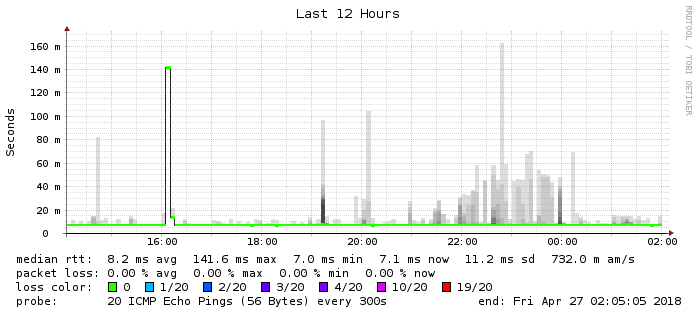 Last 12 Hours
RRDTOOL / TOBI OETIKER
Seconds
160 m
140 m
120 m
100 m
80 m
60 m
40 m
20 m
0
16:00 18:00 20:00 22:00 00:00 02:00
median rtt: 8.2 ms avg 141.6 ms max 7.0 ms min 7.1 ms now 11.2 ms sd 732.0 m am/s
packet loss: 0.00 % avg 0.00 % max 0.00 % min 0.00 % now
loss color: 0 1/20 2/20 3/20 4/20 10/20 19/20
probe: 20 ICMP Echo Pings (56 Bytes) every 300s end: Fri Apr 27 02:05:05 2018